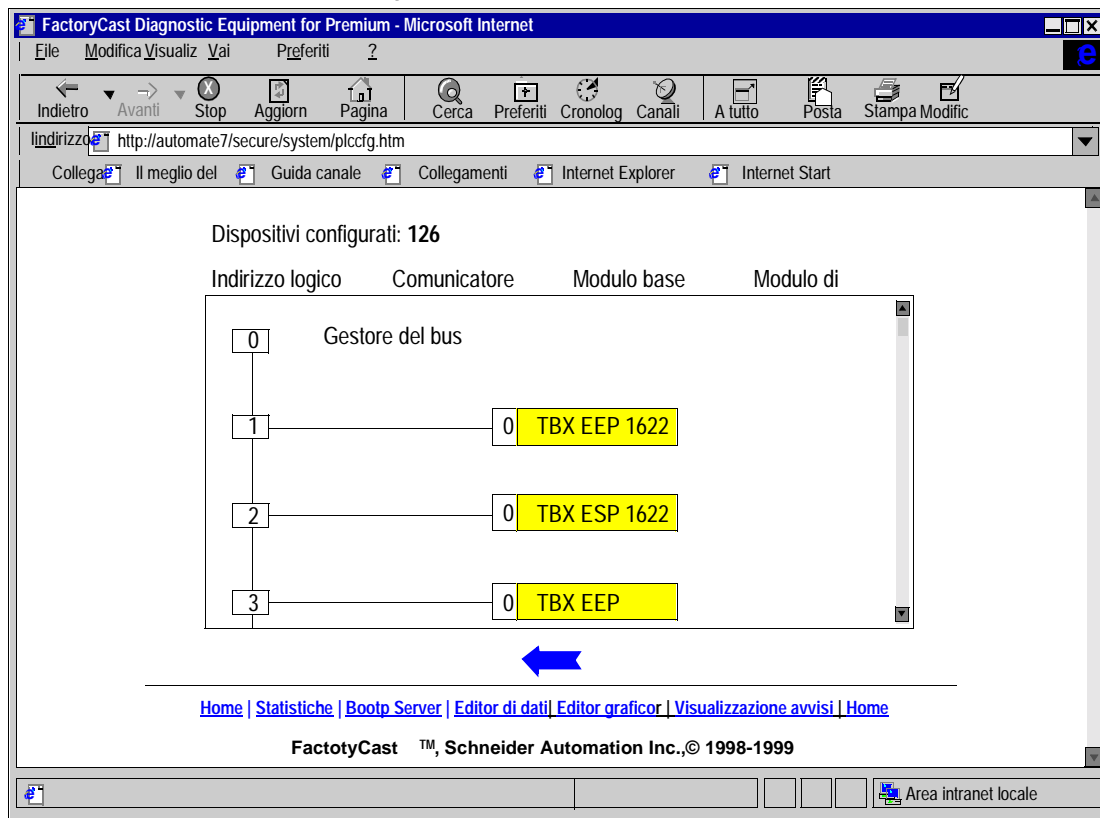 FactoryCast Diagnostic Equipment for Premium - Microsoft Internet
File Modifica Visualiz Vai Preferiti ?
Indietro Avanti Stop Aggiorn Pagina Cerca Preferiti Cronolog Canali A tutto Posta Stampa Modific
Iindirizzo http://automate7/secure/system/plccfg.htm
Collega Il meglio del Guida canale Collegamenti Internet Explorer Internet Start
Dispositivi configurati: 126
Indirizzo logico Comunicatore Modulo base Modulo di
0 Gestore del bus
1 0 TBX EEP 1622
2 0 TBX ESP 1622
3 0 TBX EEP
Home | Statistiche | Bootp Server | Editor di dati| Editor graficor | Visualizzazione avvisi | Home
FactotyCast TM, Schneider Automation Inc.,© 1998-1999
Area intranet locale